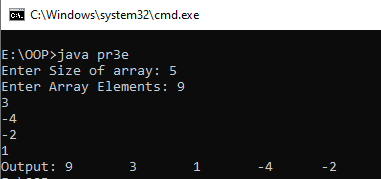 C:\Windows\system32\cmd.exe
E:\OOP>java pr3e
Enter Size of array: 5
Enter Array Elements: 9
3
-4
-2
1
Output: 9 3 1 -4 -2